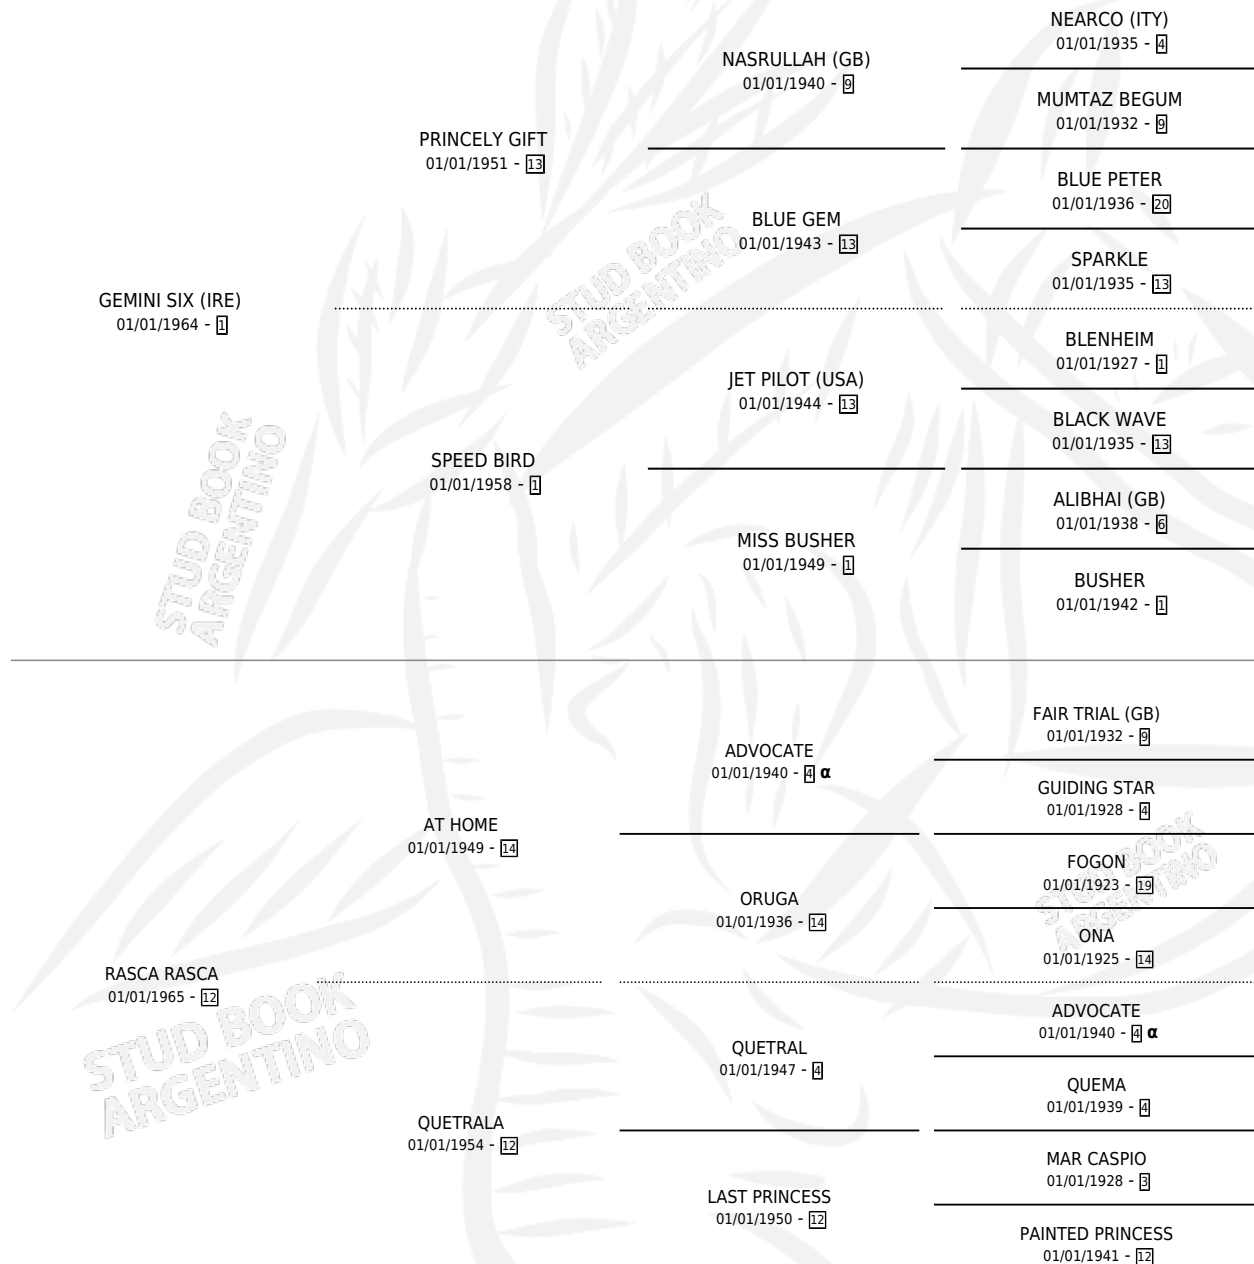 NEARCO (ITY)
01/01/1935 - 4
NASRULLAH (GB)
01/01/1940 - 9
MUMTAZ BEGUM
01/01/1932 - 9
PRINCELY GIFT
01/01/1951 - 13
BLUE PETER
01/01/1936 - 20
BLUE GEM
01/01/1943 - 13
SPARKLE
01/01/1935 - 13
GEMINI SIX (IRE)
01/01/1964 - 1
STUD BOOK
ARGENTINO
BLENHEIM
01/01/1927 - 1
JET PILOT (USA)
01/01/1944 - 13
BLACK WAVE
01/01/1935 - 13
SPEED BIRD
01/01/1958 - 1
ALIBHAI (GB)
01/01/1938 - 6
MISS BUSHER
01/01/1949 - 1
BUSHER
01/01/1942 - 1
STUD BOOK
ARGENTINO
FAIR TRIAL (GB)
01/01/1932 - 9
ADVOCATE
01/01/1940 - 4 α
GUIDING STAR
01/01/1928 - 4
AT HOME
01/01/1949 - 14
FOGON
01/01/1923 - 19
STUD BOOK
ARGENTINO
ORUGA
01/01/1936 - 14
ONA
01/01/1925 - 14
RASCA RASCA
01/01/1965 - 12
STUD BOOK
ARGENTINO
ADVOCATE
01/01/1940 - 4 α
QUETRAL
01/01/1947 - 4
QUEMA
01/01/1939 - 4
QUETRALA
01/01/1954 - 12
MAR CASPIO
01/01/1928 - 3
LAST PRINCESS
01/01/1950 - 12
PAINTED PRINCESS
01/01/1941 - 12